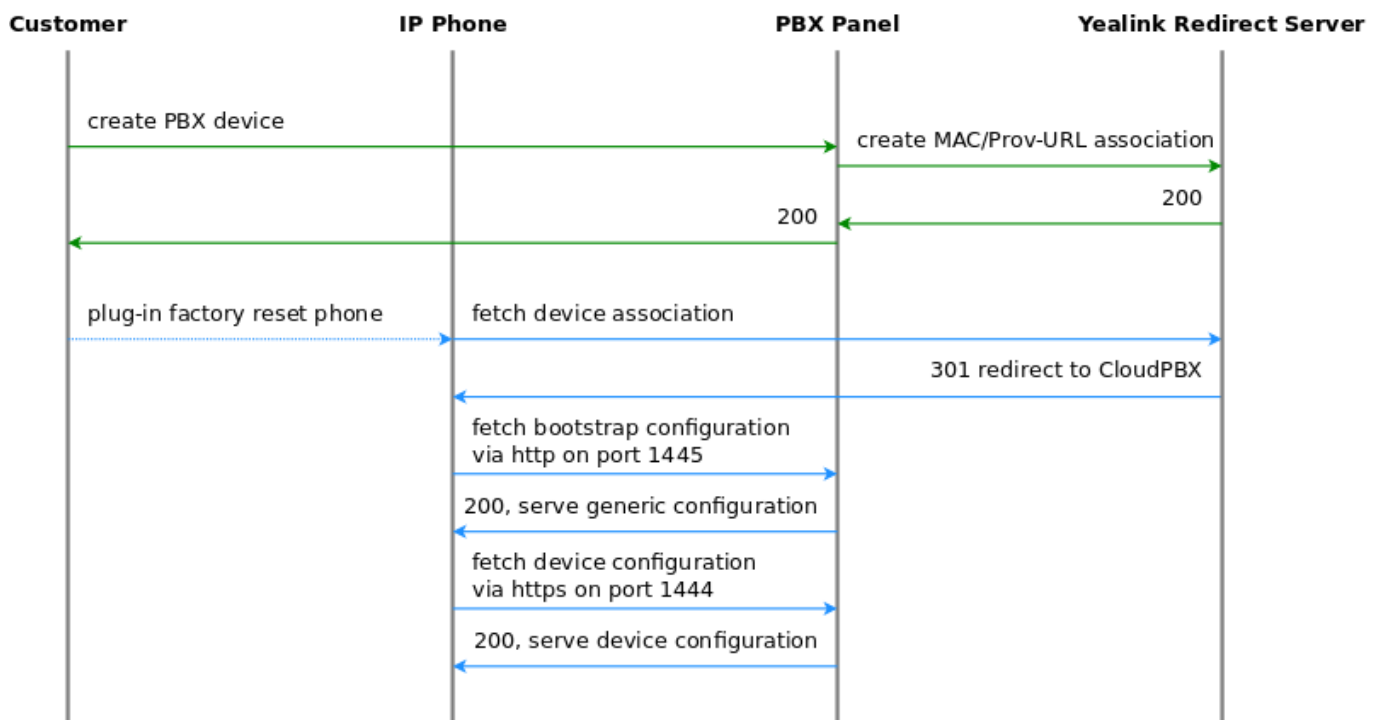 Customer
IP Phone
PBX Panel
Yealink Redirect Server
create PBX device
create MAC/Prov-URL association
200
200
plug-in factory reset phone
fetch device association
301 redirect to CloudPBX
fetch bootstrap configuration
via http on port 1445
200, serve generic configuration
fetch device configuration
via https on port 1444
200, serve device configuration